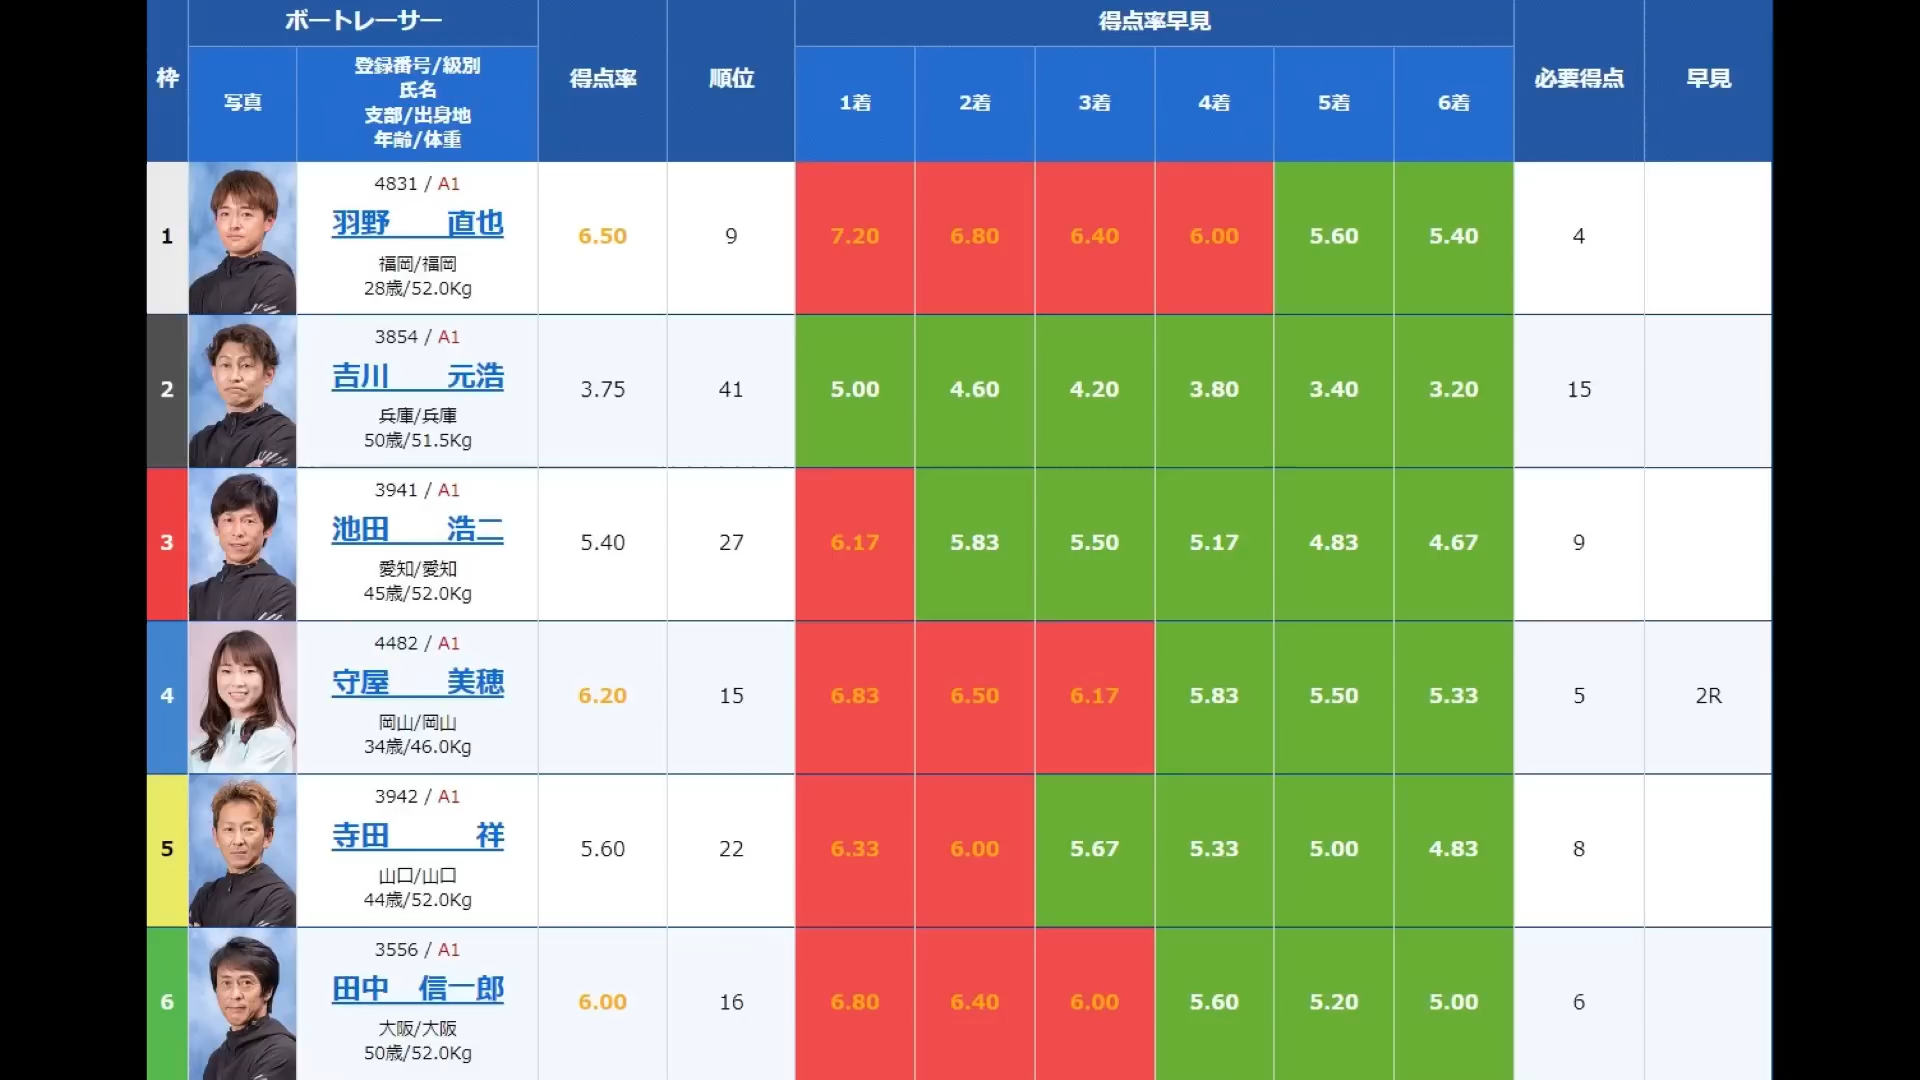 枠
ボートレーサー
写真
登録番号/級別
氏名
支部/出身地
年齢/体重
得点率
順位
得点率早見
1着 2着 3着 4着 5着 6着
必要得点
早見
1
4831 / A1
羽野 直也
福岡/福岡
28歳/52.0Kg
6.50 9 7.20 6.80 6.40 6.00 5.60 5.40 4
2
3854 / A1
吉川 元浩
兵庫/兵庫
50歳/51.5Kg
3.75 41 5.00 4.60 4.20 3.80 3.40 3.20 15
3
3941 / A1
池田 浩二
愛知/愛知
45歳/52.0Kg
5.40 27 6.17 5.83 5.50 5.17 4.83 4.67 9
4
4482 / A1
守屋 美穂
岡山/岡山
34歳/46.0Kg
6.20 15 6.83 6.50 6.17 5.83 5.50 5.33 5 2R
5
3942 / A1
寺田 祥
山口/山口
44歳/52.0Kg
5.60 22 6.33 6.00 5.67 5.33 5.00 4.83 8
6
3556 / A1
田中 信一郎
大阪/大阪
50歳/52.0Kg
6.00 16 6.80 6.40 6.00 5.60 5.20 5.00 6